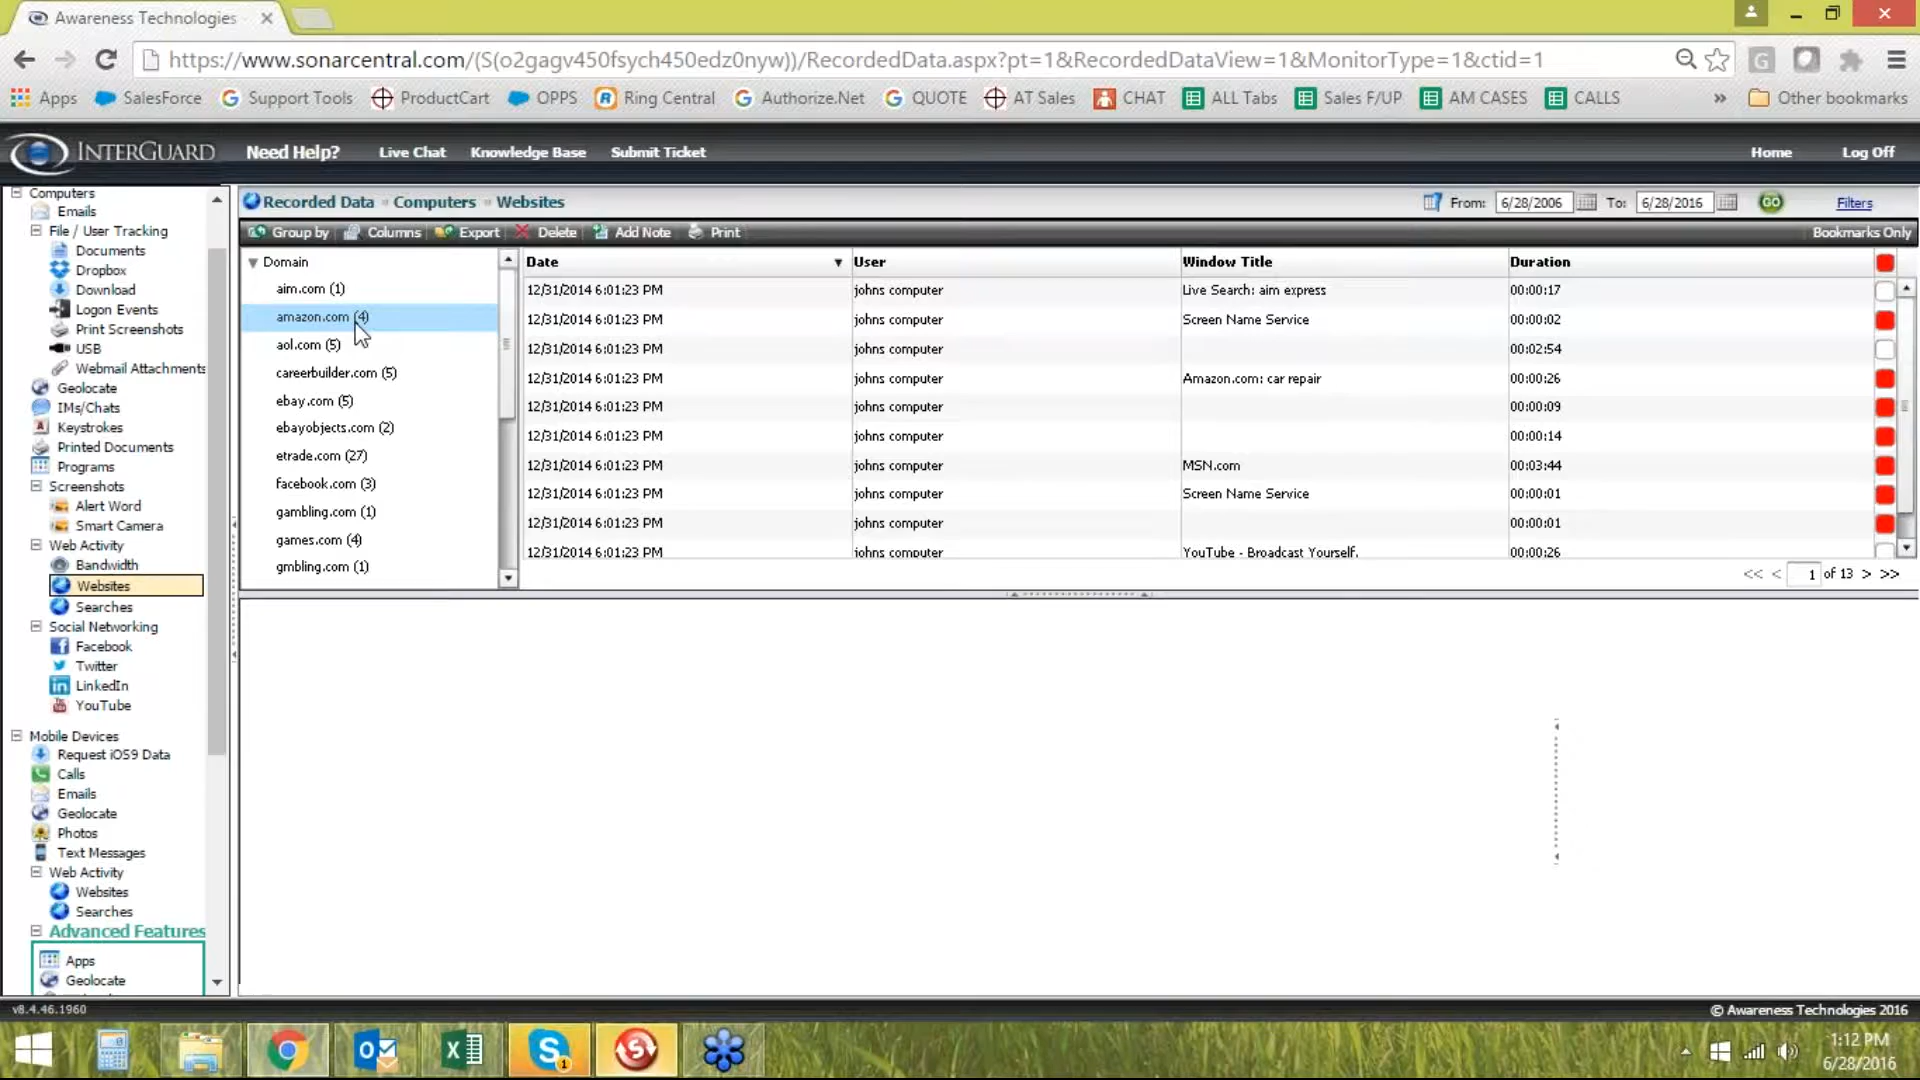 Awareness Technologies
https://www.sonarcentral.com/(S(o2gagv450fsych450edz0nyw))/RecordedData.aspx?pt=1&RecordedDataView=1&MonitorType=1&ctid=1
Apps SalesForce Support Tools ProductCart OPPS Ring Central Authorize.Net QUOTE AT Sales CHAT ALL Tabs Sales F/UP AM CASES CALLS » Other bookmarks
INTERGUARD Need Help? Live Chat Knowledge Base Submit Ticket Home Log Off
Computers
Emails
File / User Tracking
Documents
Dropbox
Download
Logon Events
Print Screenshots
USB
Webmail Attachments
Geolocate
IMs/Chats
Keystrokes
Printed Documents
Programs
Screenshots
Alert Word
Smart Camera
Web Activity
Bandwidth
Websites
Searches
Social Networking
Facebook
Twitter
LinkedIn
YouTube
Mobile Devices
Request iOS9 Data
Calls
Emails
Geolocate
Photos
Text Messages
Web Activity
Websites
Searches
Advanced Features
Apps
Geolocate
Recorded Data Computers Websites From: 6/28/2006 To: 6/28/2016 GO Filters
Group by Columns Export Delete Add Note Print Bookmarks Only
Domain
aim.com (1)
amazon.com (4)
aol.com (5)
careerbuilder.com (5)
ebay.com (5)
ebayobjects.com (2)
etrade.com (27)
facebook.com (3)
gambling.com (1)
games.com (4)
gmbling.com (1)
Date User Window Title Duration
12/31/2014 6:01:23 PM johns computer Live Search: aim express 00:00:17
12/31/2014 6:01:23 PM johns computer Screen Name Service 00:00:02
12/31/2014 6:01:23 PM johns computer 00:02:54
12/31/2014 6:01:23 PM johns computer Amazon.com: car repair 00:00:26
12/31/2014 6:01:23 PM johns computer 00:00:09
12/31/2014 6:01:23 PM johns computer 00:00:14
12/31/2014 6:01:23 PM johns computer MSN.com 00:03:44
12/31/2014 6:01:23 PM johns computer Screen Name Service 00:00:01
12/31/2014 6:01:23 PM johns computer 00:00:01
12/31/2014 6:01:23 PM johns computer YouTube - Broadcast Yourself. 00:00:26
<< < 1 of 13 > >>
v8.4.46.1960 © Awareness Technologies 2016
1:12 PM
6/28/2016